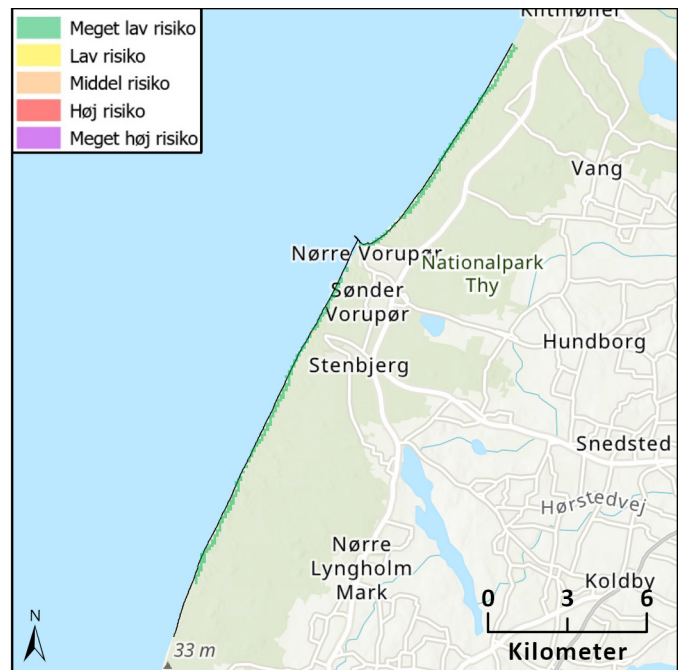 Meget lav risiko
Lav risiko
Middel risiko
Høj risiko
Meget høj risiko
Klitmøller
Vang
Nørre Vorupør
Nationalpark
Thy
Sønder
Vorupør
Hundborg
Stenbjerg
Snedsted
Hørstedvej
Nørre
Lyngholm
Mark
Koldby
0 3 6
Kilometer
N
33 m